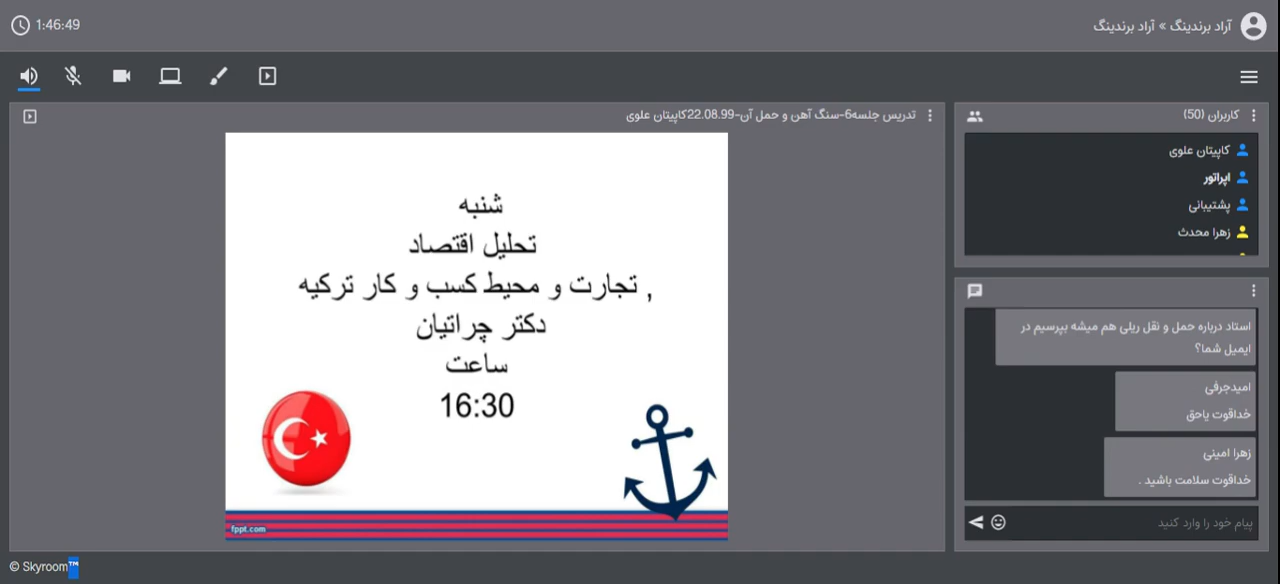 1:46:49
آراد برندینگ » آراد برندینگ
تدریس جلسه6-سنگ آهن و حمل آن-22.08.99کاپیتان علوی
شنبه
تحلیل اقتصاد
, تجارت و محیط کسب و کار ترکیه
دکتر چراتیان
ساعت
16:30
fppt.com
کاربران (50)
کاپیتان علوی
اپراتور
پشتیبانی
زهرا محدث
استاد درباره حمل و نقل ریلی هم میشه بپرسیم در
ایمیل شما؟
امیدجرفی
خداقوت یاحق
زهرا امینی
خداقوت سلامت باشید .
پیام خود را وارد کنید
© Skyroom™